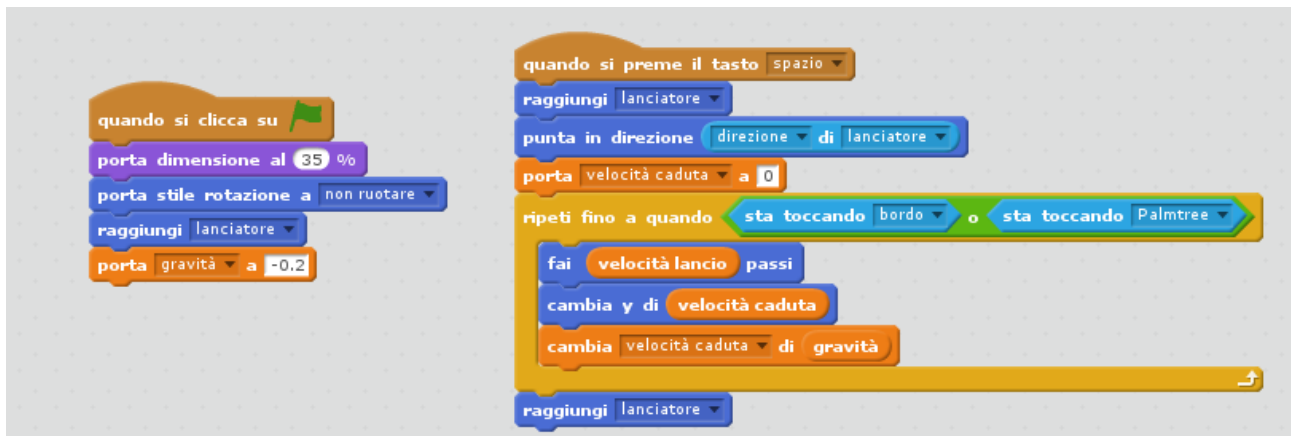 quando si clicca su
porta dimensione al 35 %
porta stile rotazione a non ruotare
raggiungi lanciatore
porta gravità a -0.2
quando si preme il tasto spazio
raggiungi lanciatore
punta in direzione direzione di lanciatore
porta velocità caduta a 0
ripeti fino a quando sta toccando bordo o sta toccando Palmtree
fai velocità lancio passi
cambia y di velocità caduta
cambia velocità caduta di gravità
raggiungi lanciatore